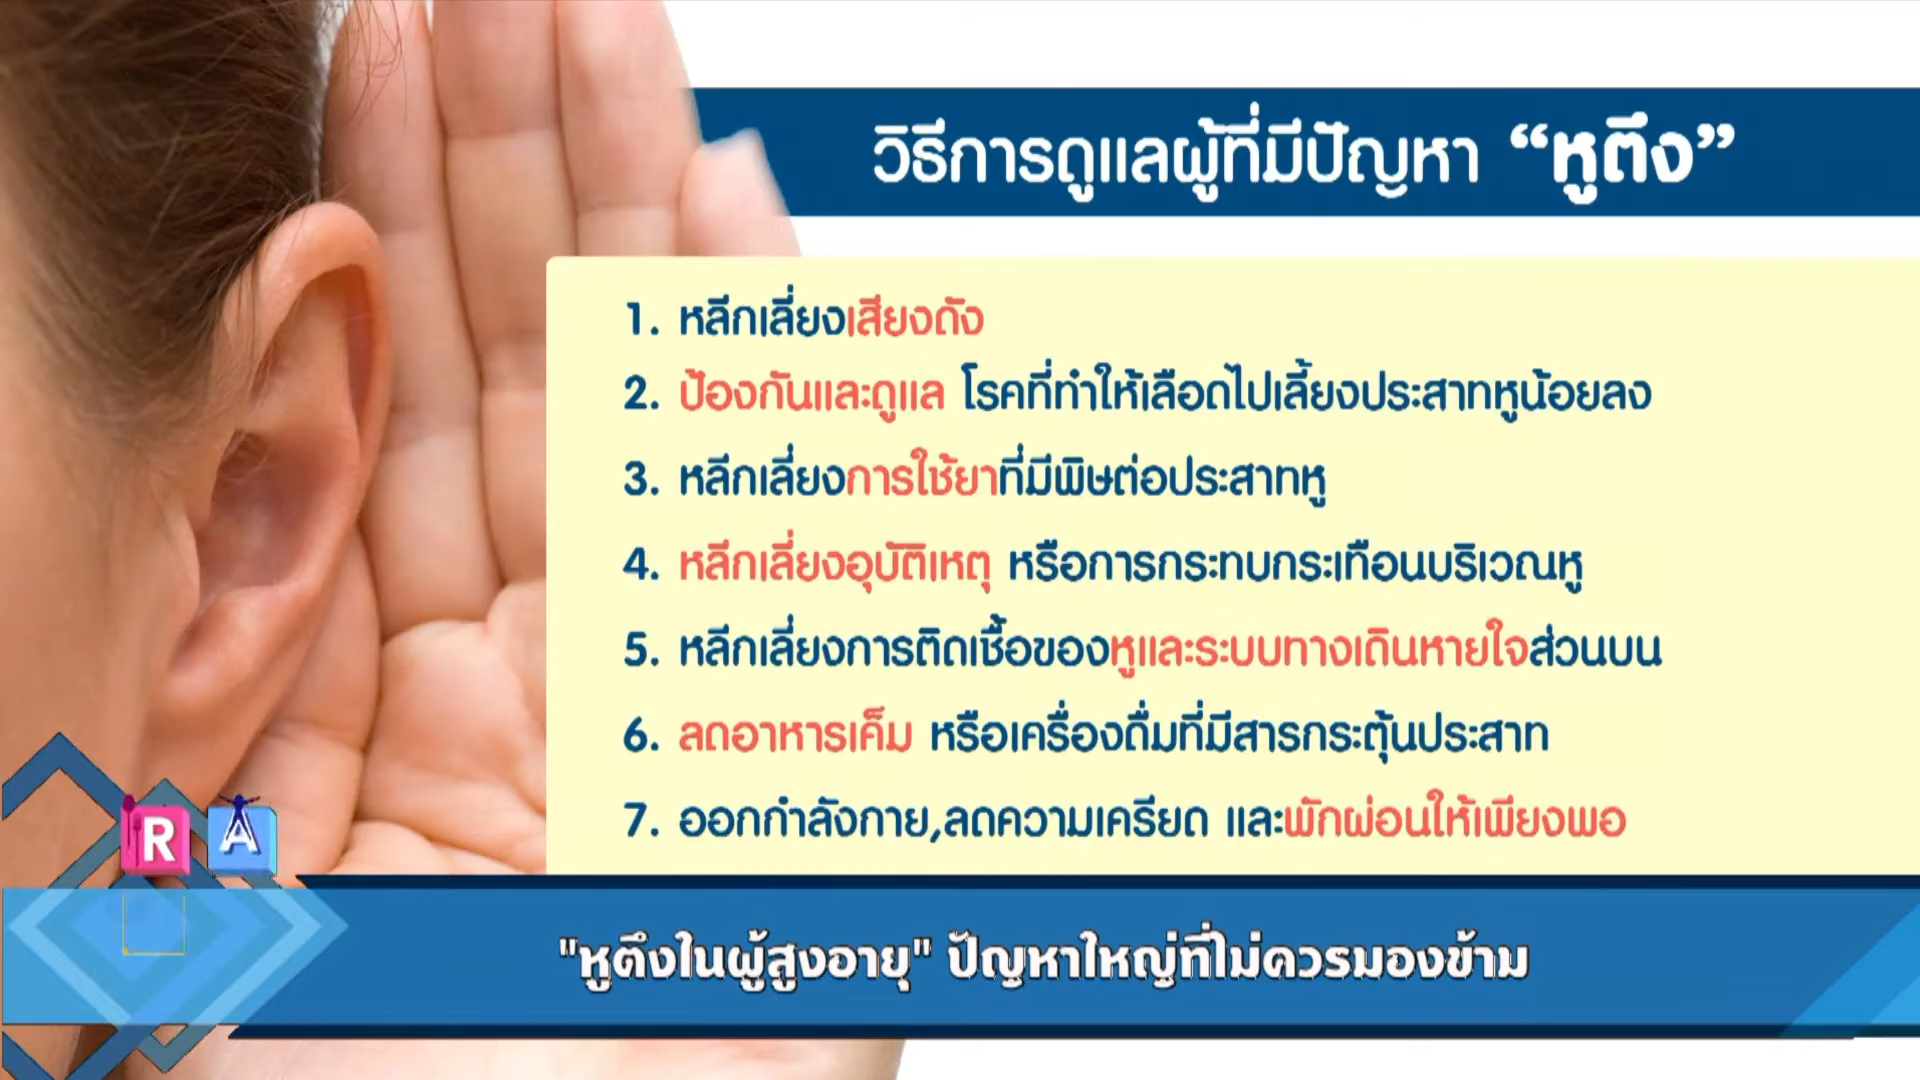 วิธีการดูแลผู้ที่มีปัญหา “หูตึง”
1. หลีกเลี่ยงเสียงดัง
2. ป้องกันและดูแล โรคที่ทำให้เลือดไปเลี้ยงประสาทหูน้อยลง
3. หลีกเลี่ยงการใช้ยาที่มีพิษต่อประสาทหู
4. หลีกเลี่ยงอุบัติเหตุ หรือการกระทบกระเทือนบริเวณหู
5. หลีกเลี่ยงการติดเชื้อของหูและระบบทางเดินหายใจส่วนบน
6. ลดอาหารเค็ม หรือเครื่องดื่มที่มีสารกระตุ้นประสาท
7. ออกกำลังกาย,ลดความเครียด และพักผ่อนให้เพียงพอ
R A
"หูตึงในผู้สูงอายุ" ปัญหาใหญ่ที่ไม่ควรมองข้าม